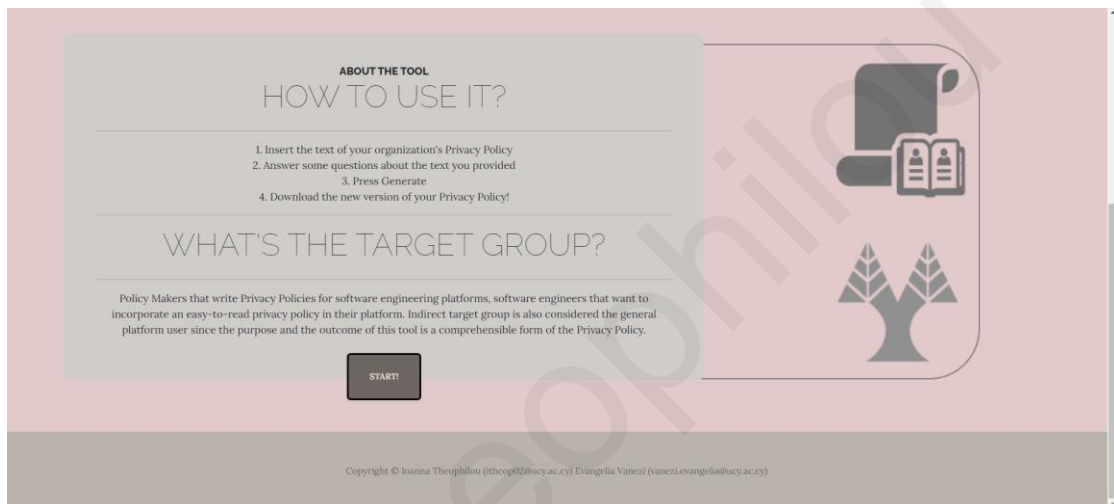 ABOUT THE TOOL
HOW TO USE IT?
1. Insert the text of your organization's Privacy Policy
2. Answer some questions about the text you provided
3. Press Generate
4. Download the new version of your Privacy Policy!
WHAT'S THE TARGET GROUP?
Policy Makers that write Privacy Policies for software engineering platforms, software engineers that want to
incorporate an easy-to-read privacy policy in their platform. Indirect target group is also considered the general
platform user since the purpose and the outcome of this tool is a comprehensible form of the Privacy Policy.
START!
Copyright © Ioanna Theophilou (itheop02@ucy.ac.cy) Evangelia Vanezi (vanezi.evangelia@ucy.ac.cy)